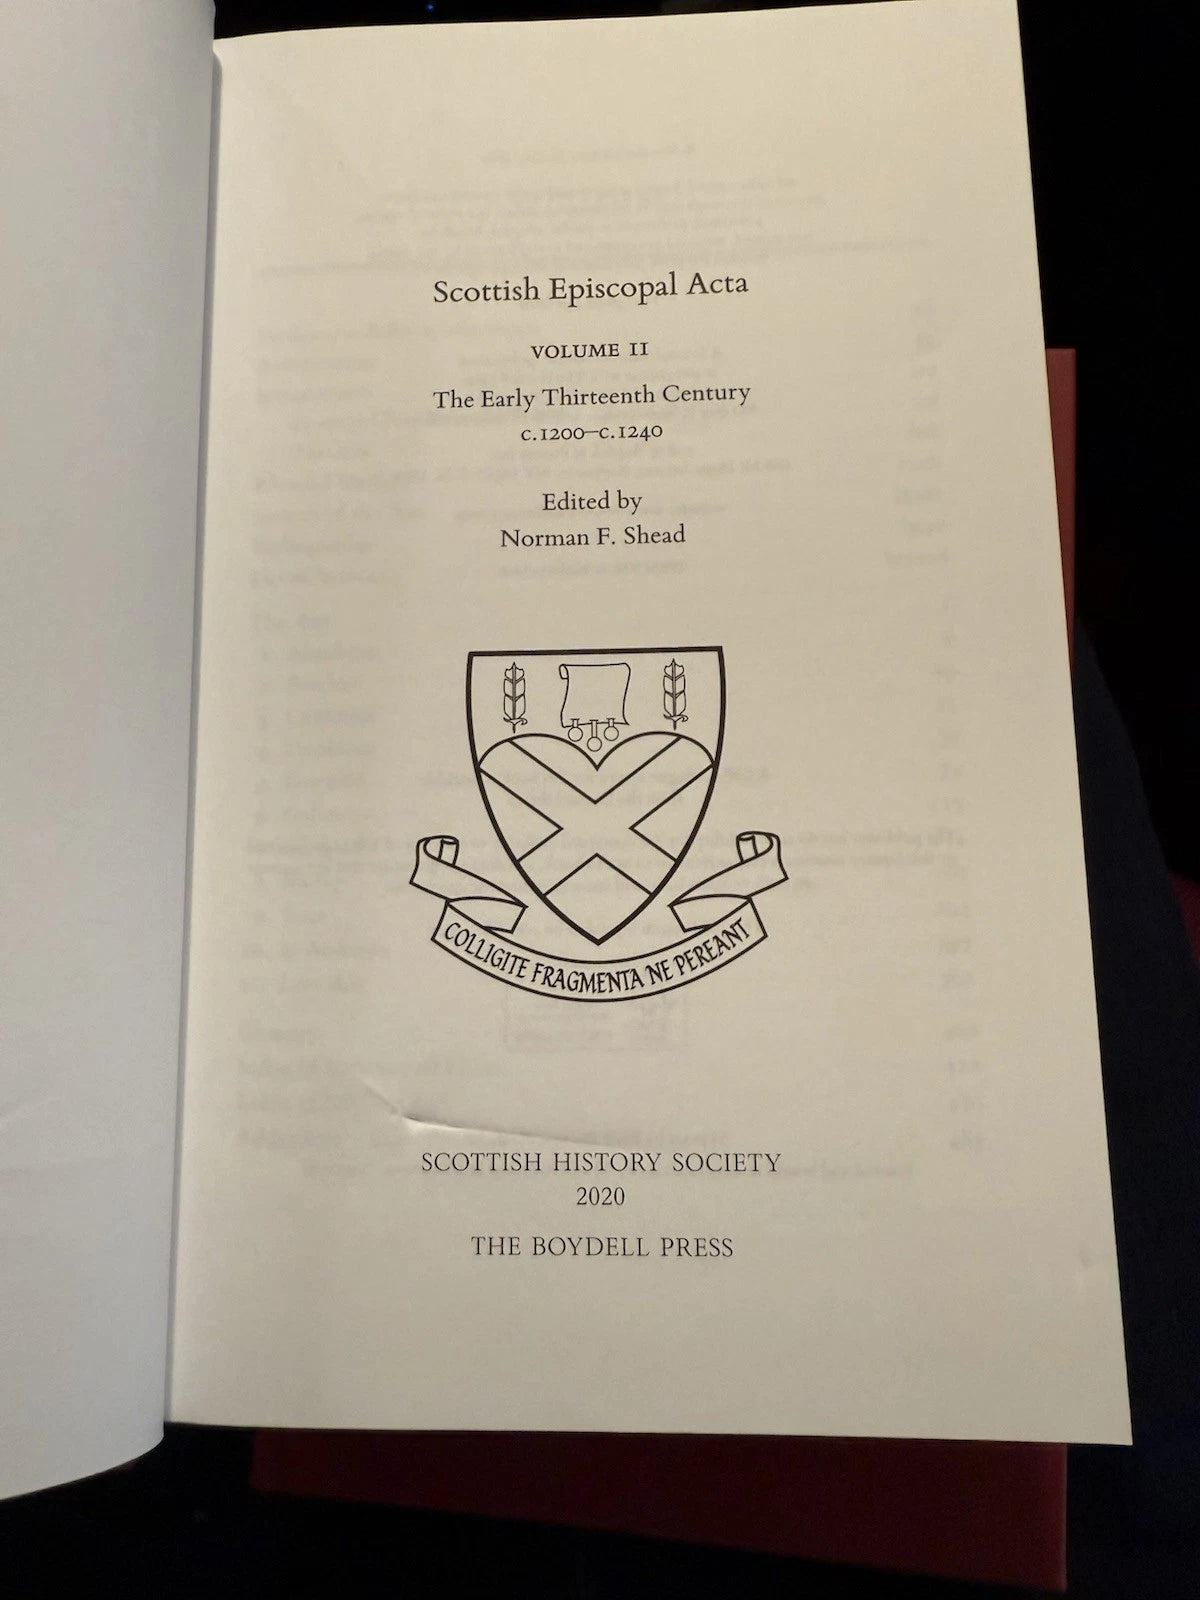 Scottish Episcopal Acta
VOLUME II
The Early Thirteenth Century
c.1200–c.1240
Edited by
Norman F. Shead
COLLIGITE FRAGMENTA NE PEREANT
SCOTTISH HISTORY SOCIETY
2020
THE BOYDELL PRESS